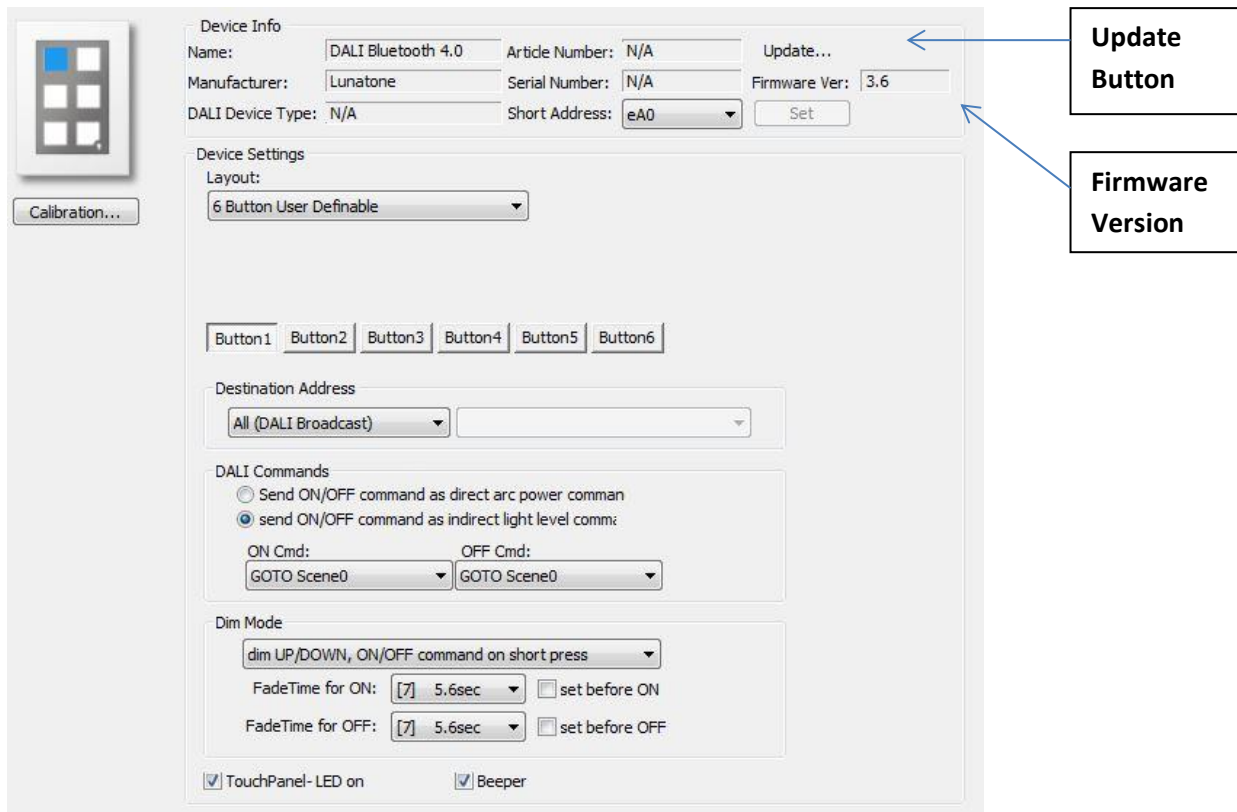 Device Info
Name: DALI Bluetooth 4.0 Article Number: N/A Update...
Manufacturer: Lunatone Serial Number: N/A Firmware Ver: 3.6
DALI Device Type: N/A Short Address: eA0 Set
Update
Button
Firmware
Version
Calibration...
Device Settings
Layout:
6 Button User Definable
Button1 Button2 Button3 Button4 Button5 Button6
Destination Address
All (DALI Broadcast)
DALI Commands
Send ON/OFF command as direct arc power comman
send ON/OFF command as indirect light level comma
ON Cmd: OFF Cmd:
GOTO Scene0 GOTO Scene0
Dim Mode
dim UP/DOWN, ON/OFF command on short press
FadeTime for ON: [7] 5.6sec set before ON
FadeTime for OFF: [7] 5.6sec set before OFF
TouchPanel-LED on Beeper